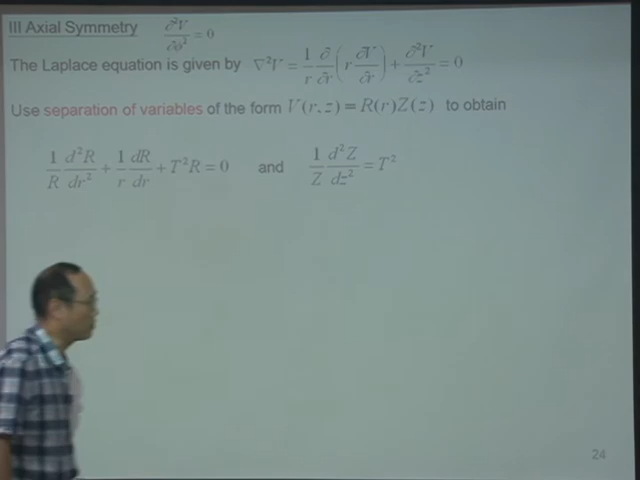 III Axial Symmetry ∂²V/∂φ² = 0
The Laplace equation is given by ∇²V = 1/r ∂/∂r (r ∂V/∂r) + ∂²V/∂z² = 0
Use separation of variables of the form V(r,z) = R(r)Z(z) to obtain
1/R d²R/dr² + 1/r dR/dr + T²R = 0 and 1/Z d²Z/dz² = T²
24